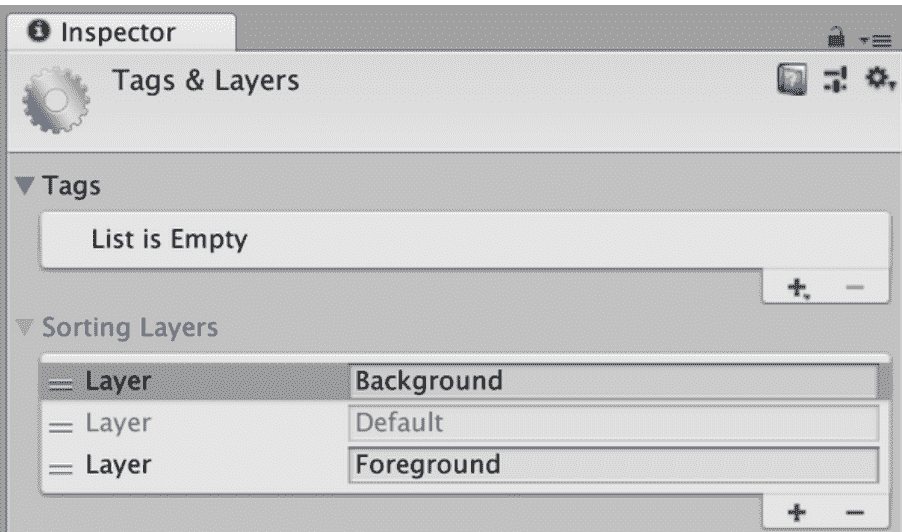 Inspector
Tags & Layers
Tags
List is Empty
Sorting Layers
Layer Background
Layer Default
Layer Foreground